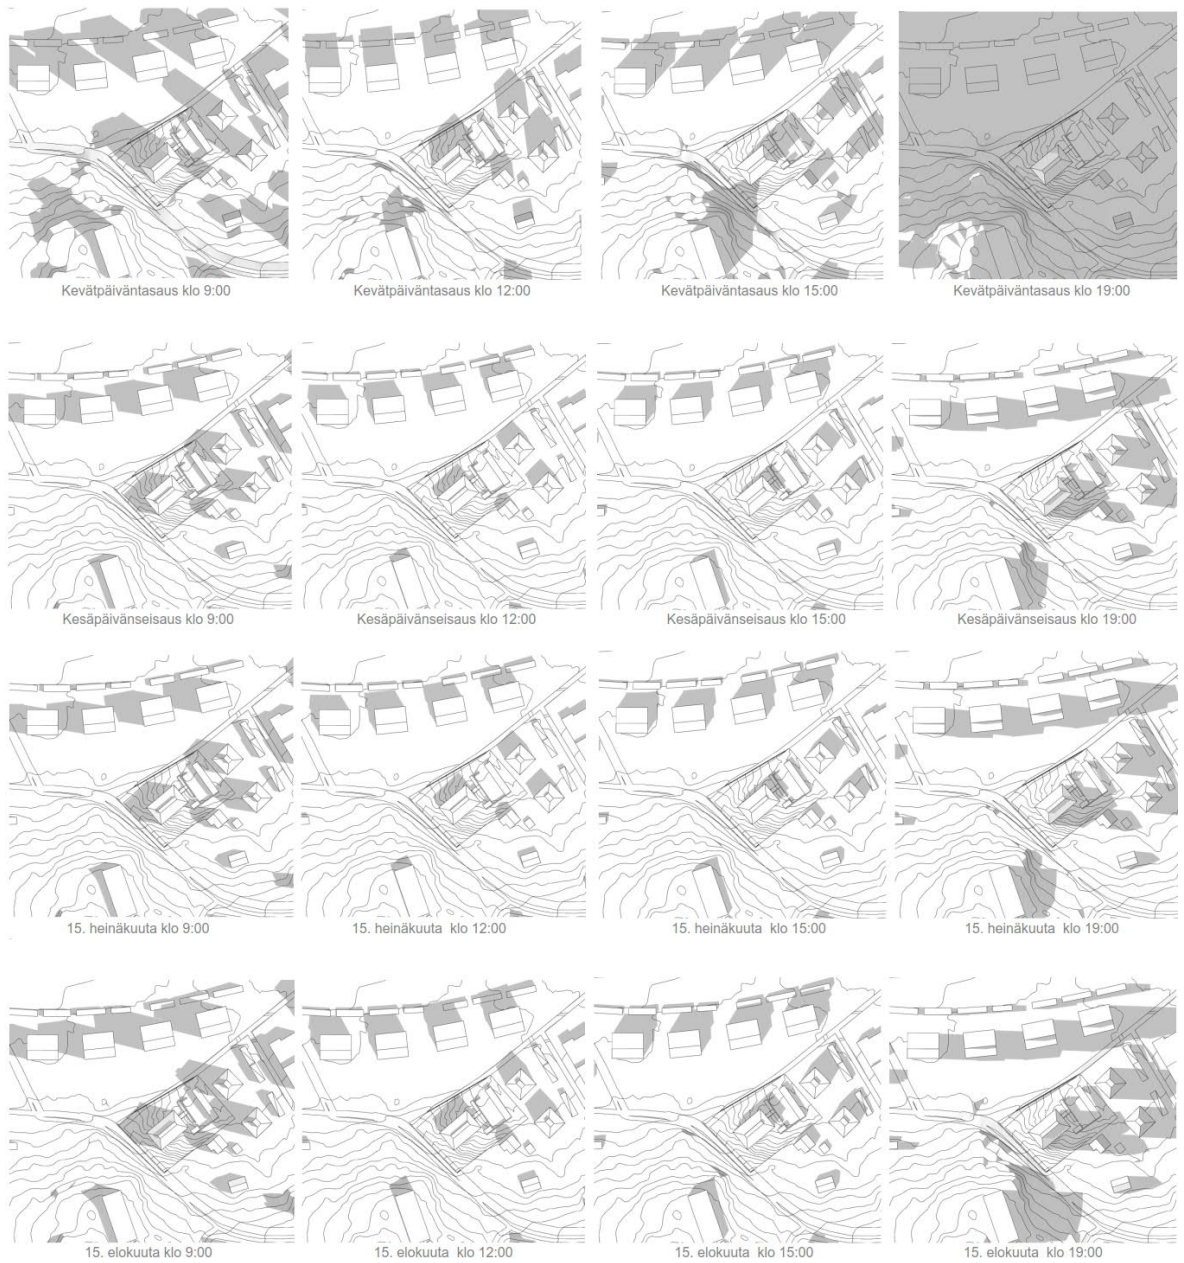 Kevätpäiväntasaus klo 9:00
Kevätpäiväntasaus klo 12:00
Kevätpäiväntasaus klo 15:00
Kevätpäiväntasaus klo 19:00
Kesäpäivänseisaus klo 9:00
Kesäpäivänseisaus klo 12:00
Kesäpäivänseisaus klo 15:00
Kesäpäivänseisaus klo 19:00
15. heinäkuuta klo 9:00
15. heinäkuuta klo 12:00
15. heinäkuuta klo 15:00
15. heinäkuuta klo 19:00
15. elokuuta klo 9:00
15. elokuuta klo 12:00
15. elokuuta klo 15:00
15. elokuuta klo 19:00